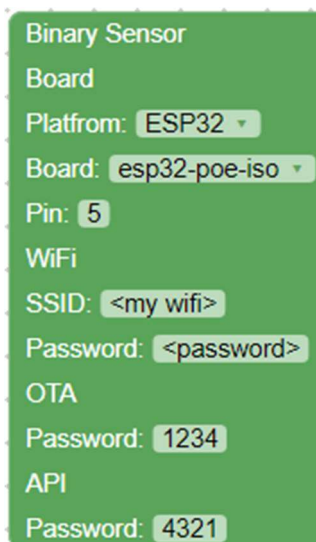 Binary Sensor
Board
Platfrom: ESP32
Board: esp32-poe-iso
Pin: 5
WiFi
SSID: <my wifi>
Password: <password>
OTA
Password: 1234
API
Password: 4321